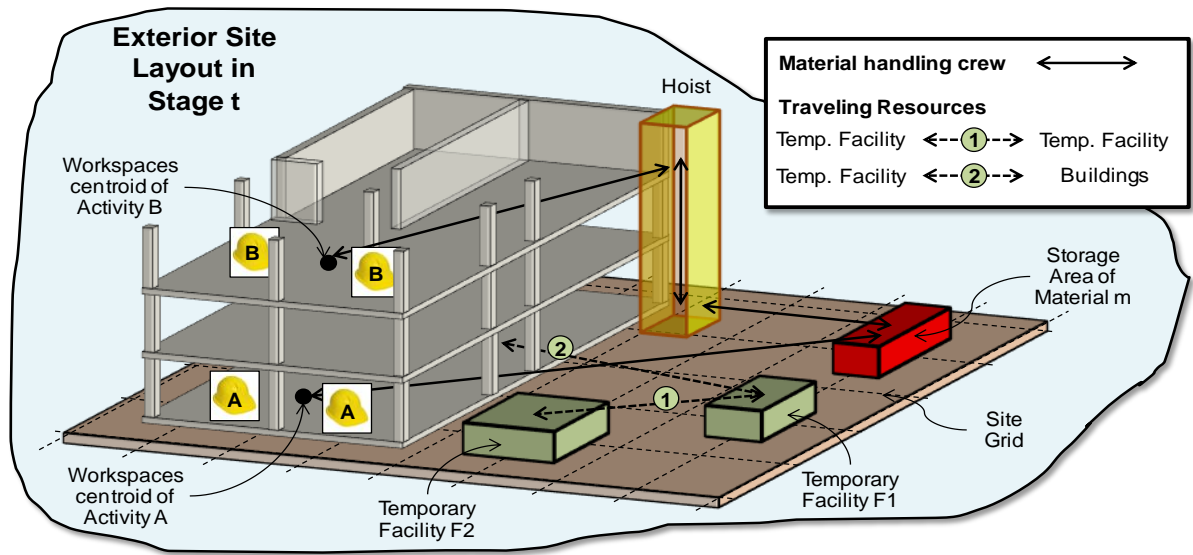 Exterior Site
Layout in
Stage t
Hoist
Material handling crew
Traveling Resources
Temp. Facility 1 Temp. Facility
Temp. Facility 2 Buildings
Workspaces
centroid of
Activity B
B
B
Storage
Area of
Material m
2
A
A
1
Site
Grid
Workspaces
centroid of
Activity A
Temporary
Facility F2
Temporary
Facility F1